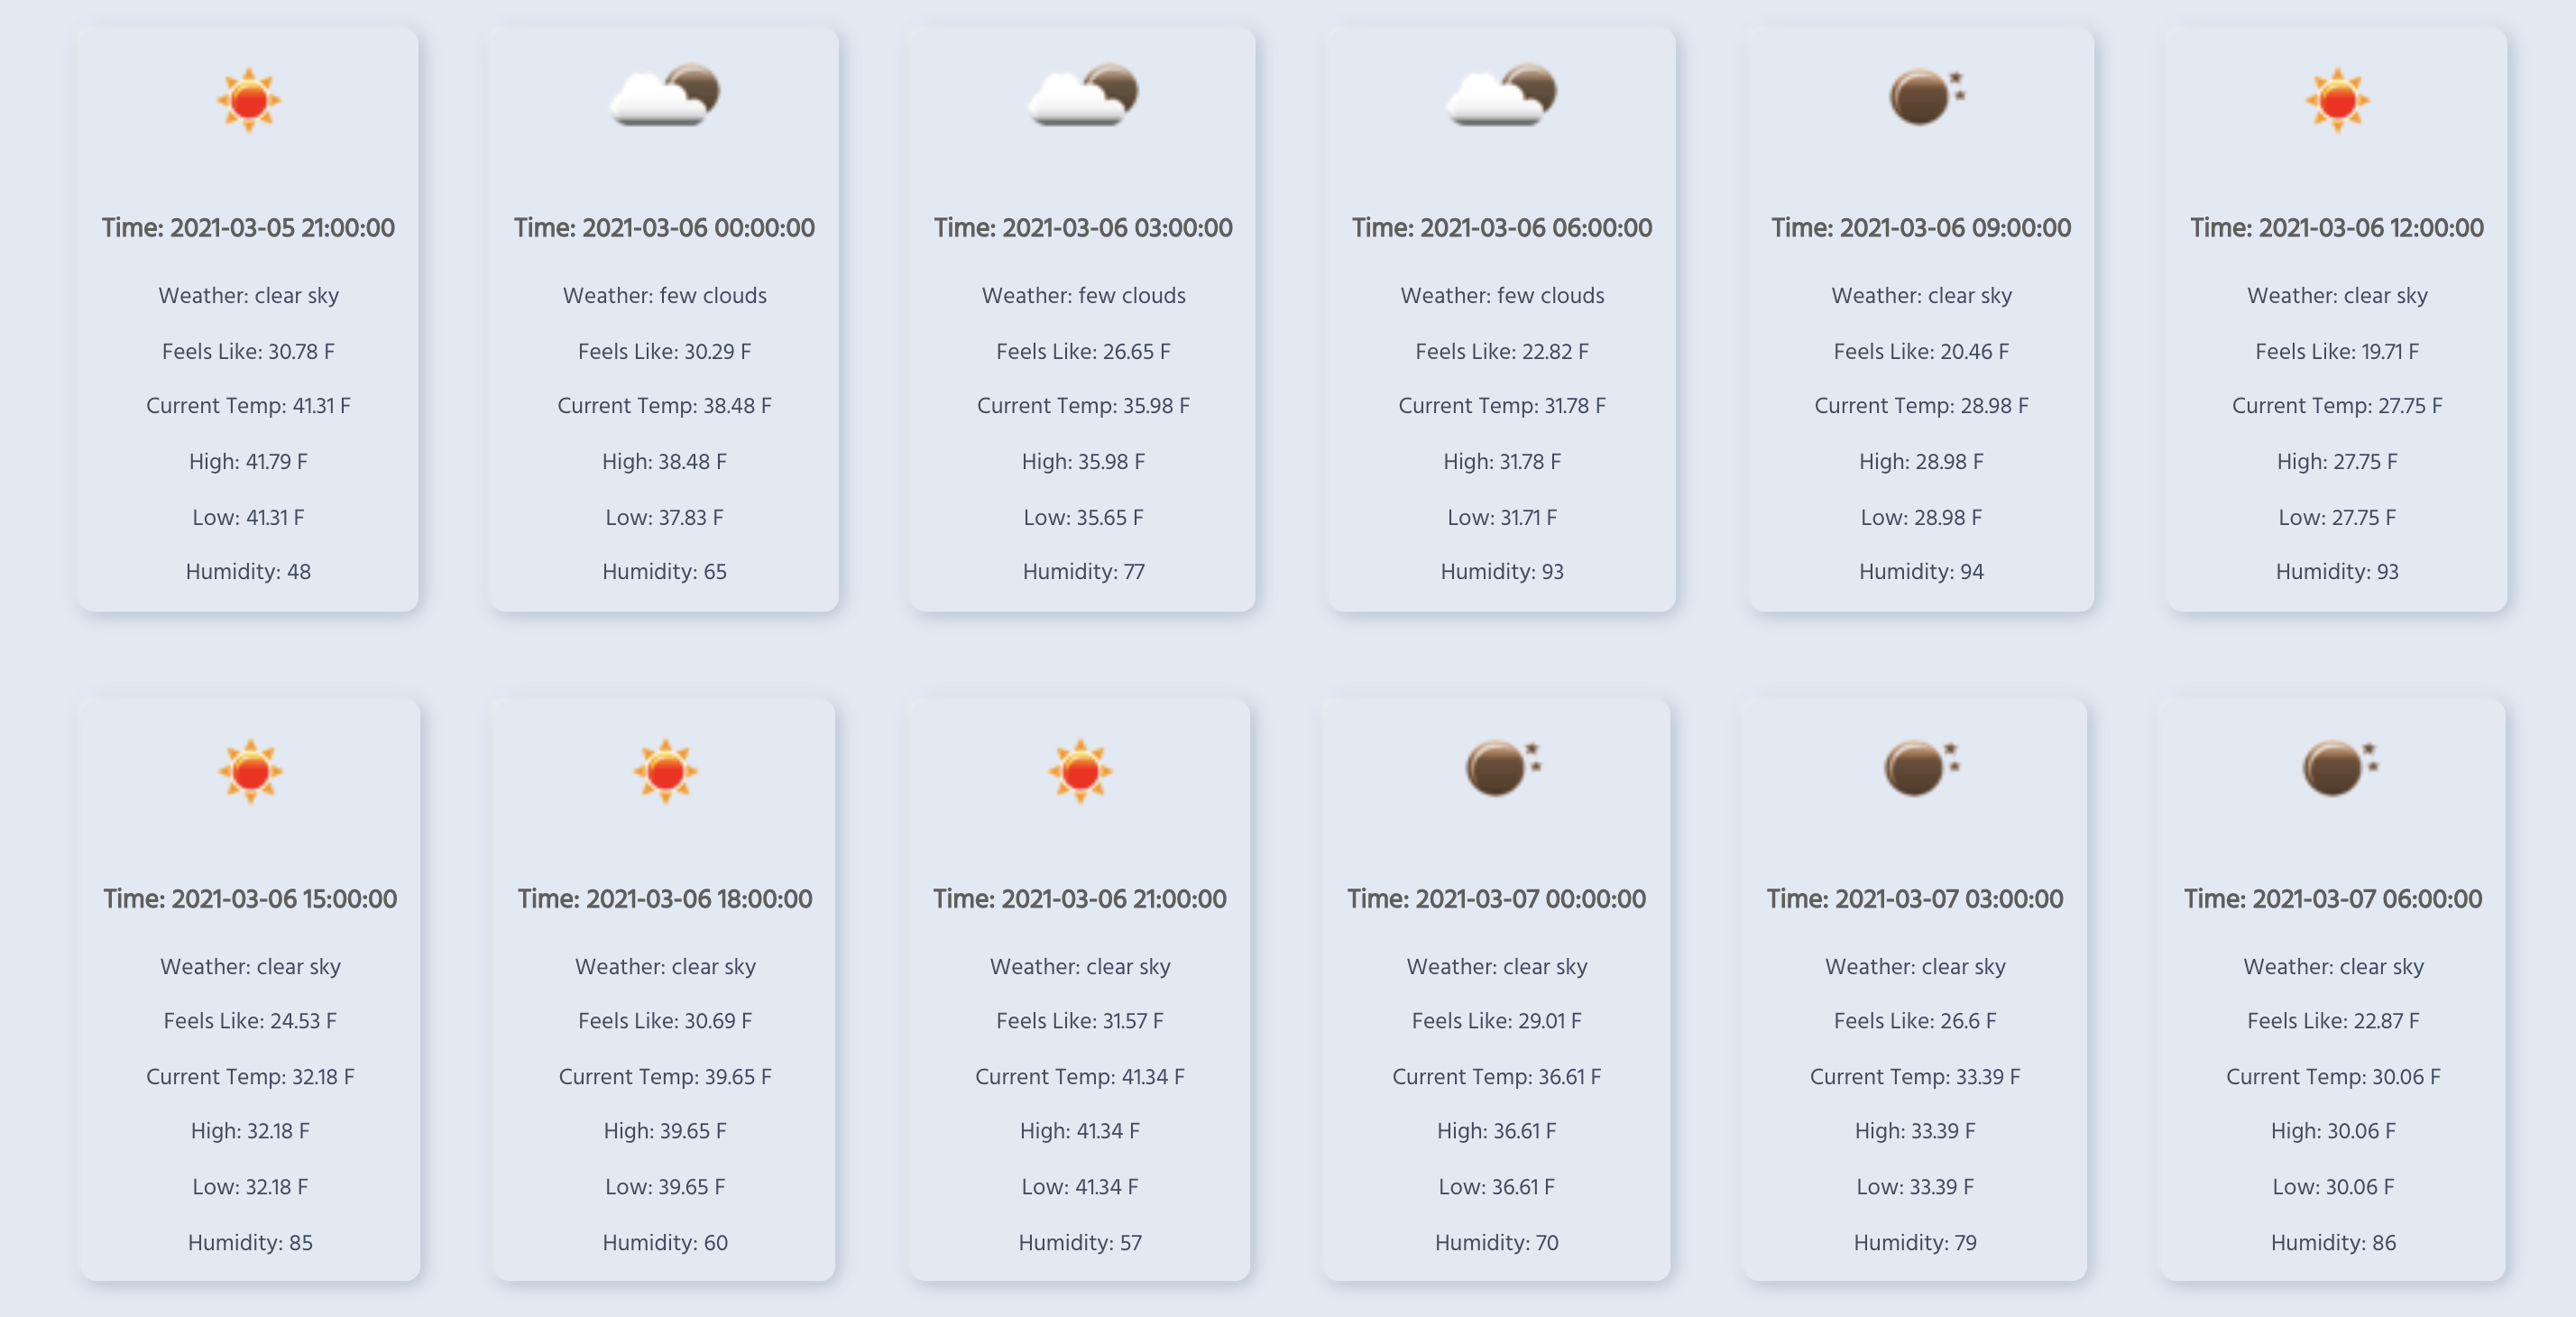 Time: 2021-03-05 21:00:00
Weather: clear sky
Feels Like: 30.78 F
Current Temp: 41.31 F
High: 41.79 F
Low: 41.31 F
Humidity: 48
Time: 2021-03-06 00:00:00
Weather: few clouds
Feels Like: 30.29 F
Current Temp: 38.48 F
High: 38.48 F
Low: 37.83 F
Humidity: 65
Time: 2021-03-06 03:00:00
Weather: few clouds
Feels Like: 26.65 F
Current Temp: 35.98 F
High: 35.98 F
Low: 35.65 F
Humidity: 77
Time: 2021-03-06 06:00:00
Weather: few clouds
Feels Like: 22.82 F
Current Temp: 31.78 F
High: 31.78 F
Low: 31.71 F
Humidity: 93
Time: 2021-03-06 09:00:00
Weather: clear sky
Feels Like: 20.46 F
Current Temp: 28.98 F
High: 28.98 F
Low: 28.98 F
Humidity: 94
Time: 2021-03-06 12:00:00
Weather: clear sky
Feels Like: 19.71 F
Current Temp: 27.75 F
High: 27.75 F
Low: 27.75 F
Humidity: 93
Time: 2021-03-06 15:00:00
Weather: clear sky
Feels Like: 24.53 F
Current Temp: 32.18 F
High: 32.18 F
Low: 32.18 F
Humidity: 85
Time: 2021-03-06 18:00:00
Weather: clear sky
Feels Like: 30.69 F
Current Temp: 39.65 F
High: 39.65 F
Low: 39.65 F
Humidity: 60
Time: 2021-03-06 21:00:00
Weather: clear sky
Feels Like: 31.57 F
Current Temp: 41.34 F
High: 41.34 F
Low: 41.34 F
Humidity: 57
Time: 2021-03-07 00:00:00
Weather: clear sky
Feels Like: 29.01 F
Current Temp: 36.61 F
High: 36.61 F
Low: 36.61 F
Humidity: 70
Time: 2021-03-07 03:00:00
Weather: clear sky
Feels Like: 26.6 F
Current Temp: 33.39 F
High: 33.39 F
Low: 33.39 F
Humidity: 79
Time: 2021-03-07 06:00:00
Weather: clear sky
Feels Like: 22.87 F
Current Temp: 30.06 F
High: 30.06 F
Low: 30.06 F
Humidity: 86